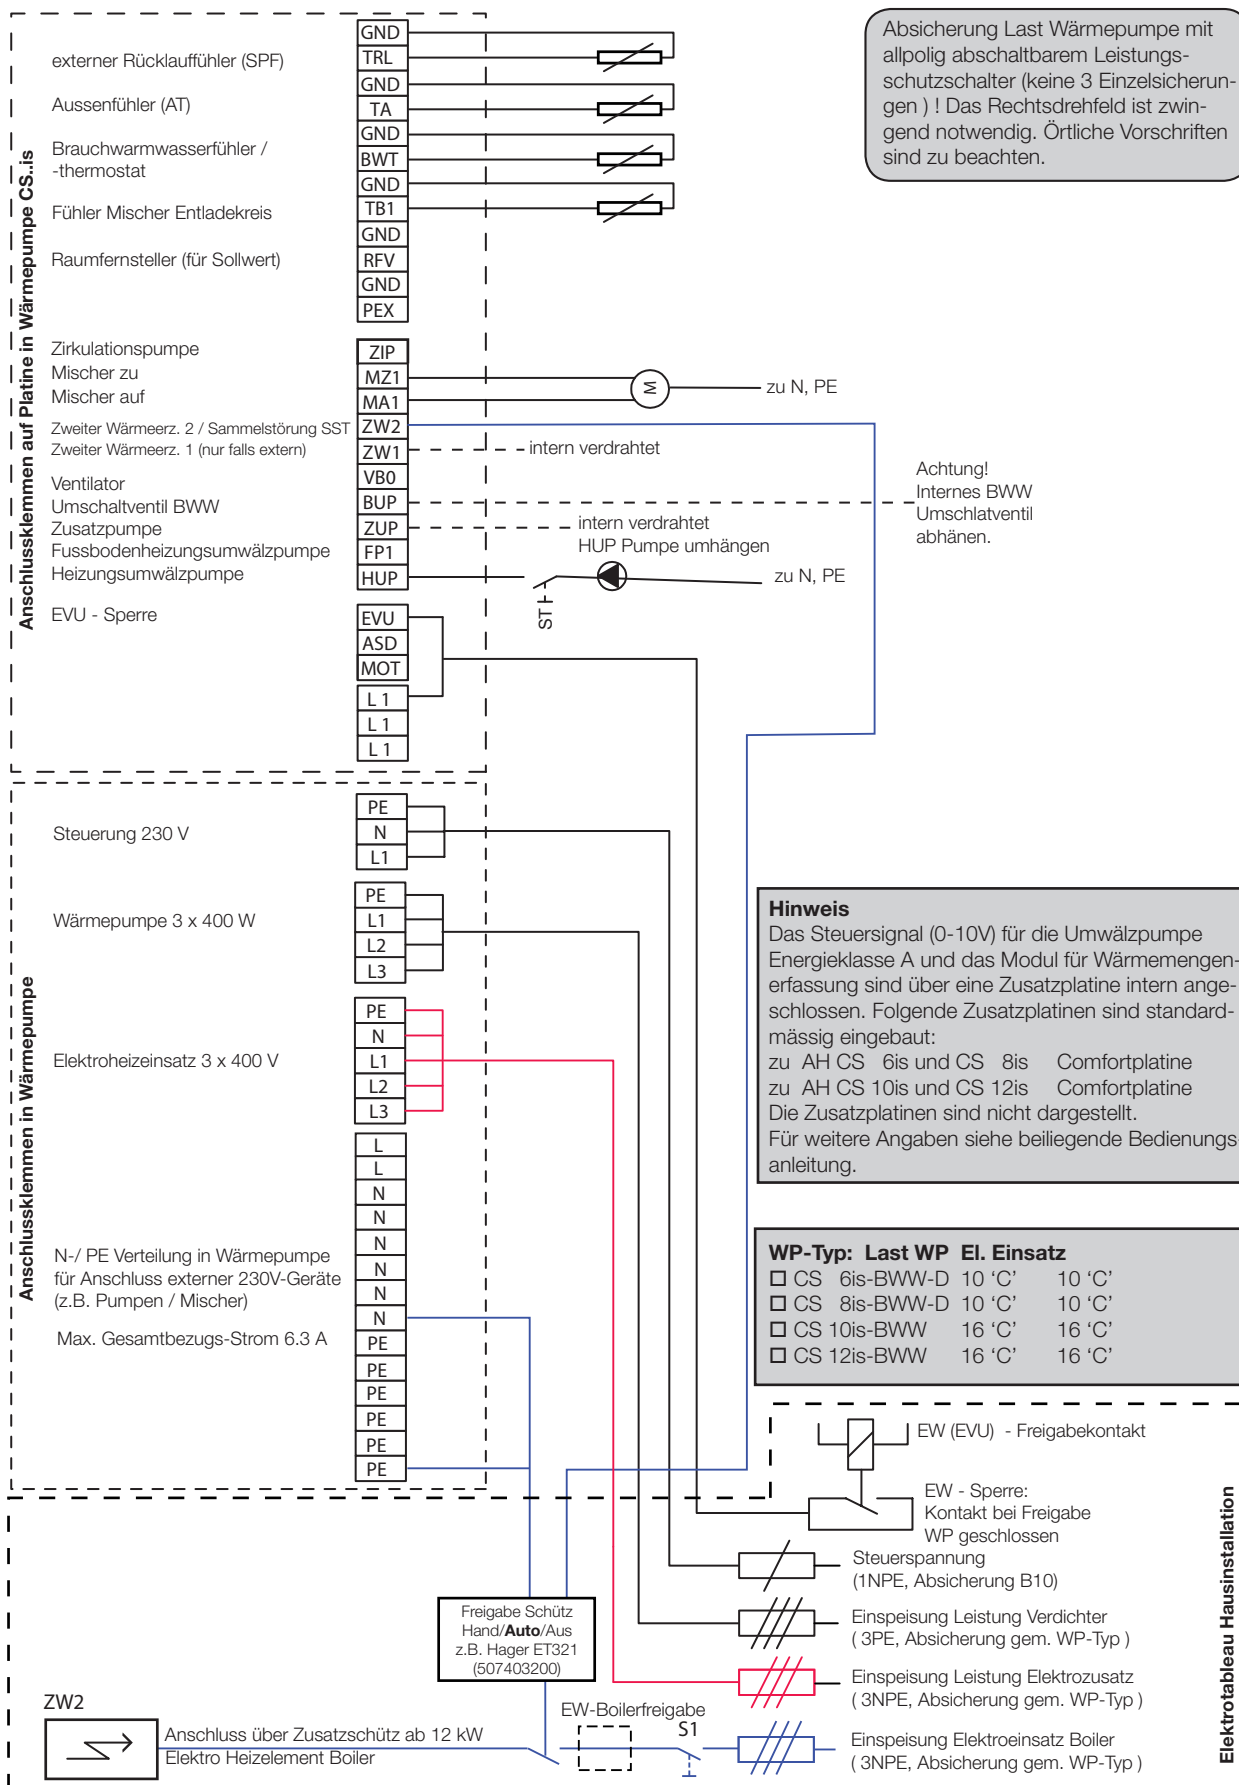 Absicherung Last Wärmepumpe mit
allpolig abschaltbarem Leistungs-
schutzschalter (keine 3 Einzelsicherun-
gen ) ! Das Rechtsdrehfeld ist zwin-
gend notwendig. Örtliche Vorschriften
sind zu beachten.
Anschlussklemmen auf Platine in Wärmepumpe CS..is
GND
externer Rücklauffühler (SPF) TRL
GND
Aussenfühler (AT) TA
GND
Brauchwarmwasserfühler /
-thermostat
BWT
GND
Fühler Mischer Entladekreis TB1
GND
Raumfernsteller (für Sollwert) RFV
GND
PEX
Zirkulationspumpe ZIP
Mischer zu MZ1
Mischer auf MA1
M
zu N, PE
Zweiter Wärmeerz. 2 / Sammelstörung SST ZW2
Zweiter Wärmeerz. 1 (nur falls extern) ZW1 intern verdrahtet
Ventilator VB0
Umschaltventil BWW BUP
Achtung!
Internes BWW
Umschlatventil
abhänen.
Zusatzpumpe ZUP intern verdrahtet
HUP Pumpe umhängen
Fussbodenheizungsumwälzpumpe FP1
Heizungsumwälzpumpe HUP
ST
zu N, PE
EVU - Sperre EVU
ASD
MOT
L 1
L 1
L 1
Anschlussklemmen in Wärmepumpe
PE
Steuerung 230 V N
L1
PE
Wärmepumpe 3 x 400 W L1
L2
L3
PE
N
Elektroheizeinsatz 3 x 400 V L1
L2
L3
L
L
N
N
N
N
N
N
PE
PE
PE
PE
PE
PE
N-/ PE Verteilung in Wärmepumpe
für Anschluss externer 230V-Geräte
(z.B. Pumpen / Mischer)
Max. Gesamtbezugs-Strom 6.3 A
Hinweis
Das Steuersignal (0-10V) für die Umwälzpumpe
Energieklasse A und das Modul für Wärmemengen-
erfassung sind über eine Zusatzplatine intern ange-
schlossen. Folgende Zusatzplatinen sind standard-
mässig eingebaut:
zu AH CS 6is und CS 8is Comfortplatine
zu AH CS 10is und CS 12is Comfortplatine
Die Zusatzplatinen sind nicht dargestellt.
Für weitere Angaben siehe beiliegende Bedienungs-
anleitung.
WP-Typ: Last WP El. Einsatz
CS 6is-BWW-D 10 ‘C’ 10 ‘C’
CS 8is-BWW-D 10 ‘C’ 10 ‘C’
CS 10is-BWW 16 ‘C’ 16 ‘C’
CS 12is-BWW 16 ‘C’ 16 ‘C’
Elektrotableau Hausinstallation
EW (EVU) - Freigabekontakt
EW - Sperre:
Kontakt bei Freigabe
WP geschlossen
Steuerspannung
(1NPE, Absicherung B10)
Einspeisung Leistung Verdichter
( 3PE, Absicherung gem. WP-Typ )
Einspeisung Leistung Elektrozusatz
( 3NPE, Absicherung gem. WP-Typ )
Einspeisung Elektroeinsatz Boiler
( 3NPE, Absicherung gem. WP-Typ )
Freigabe Schütz
Hand/Auto/Aus
z.B. Hager ET321
(507403200)
EW-Boilerfreigabe
S1
ZW2
Anschluss über Zusatzschütz ab 12 kW
Elektro Heizelement Boiler